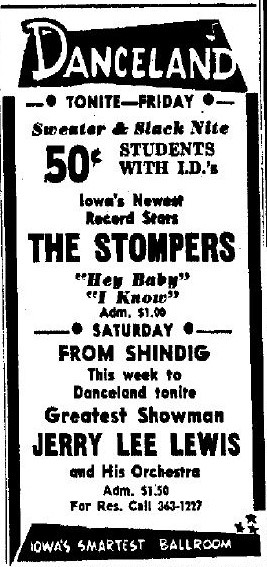 DANCELAND
TONITE—FRIDAY
Sweater & Slack Nite
50¢ STUDENTS
WITH I.D.'s
Iowa's Newest
Record Stars
THE STOMPERS
"Hey Baby"
"I Know"
Adm. $1.00
SATURDAY
FROM SHINDIG
This week to
Danceland tonite
Greatest Showman
JERRY LEE LEWIS
and His Orchestra
Adm. $1.50
For Res. Call 363-1227
IOWA'S SMARTEST BALLROOM